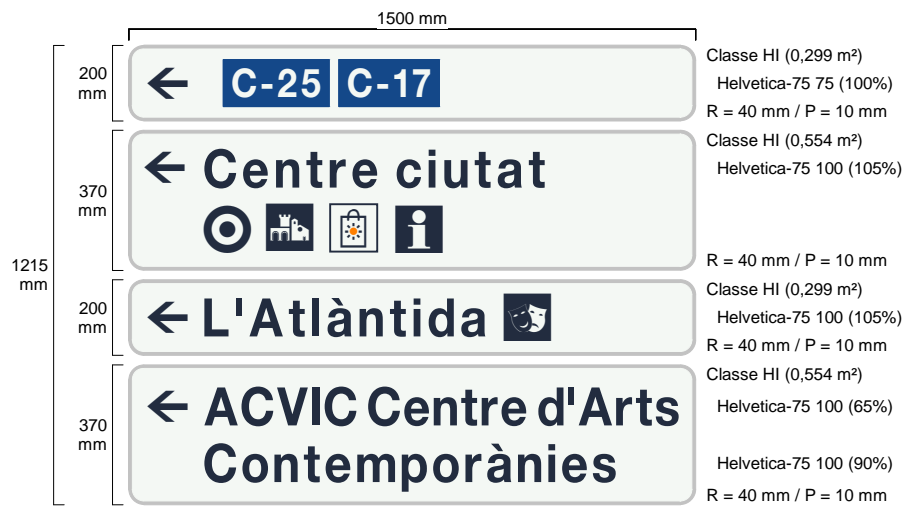 1500 mm
Classe HI (0,299 m²)
200 mm
C-25 C-17
Helvetica-75 75 (100%)
R = 40 mm / P = 10 mm
Classe HI (0,554 m²)
Centre ciutat
Helvetica-75 100 (105%)
370 mm
i
R = 40 mm / P = 10 mm
1215 mm
Classe HI (0,299 m²)
200 mm
L'Atlàntida
Helvetica-75 100 (105%)
R = 40 mm / P = 10 mm
Classe HI (0,554 m²)
ACVIC Centre d'Arts
Helvetica-75 100 (65%)
370 mm
Contemporànies
Helvetica-75 100 (90%)
R = 40 mm / P = 10 mm